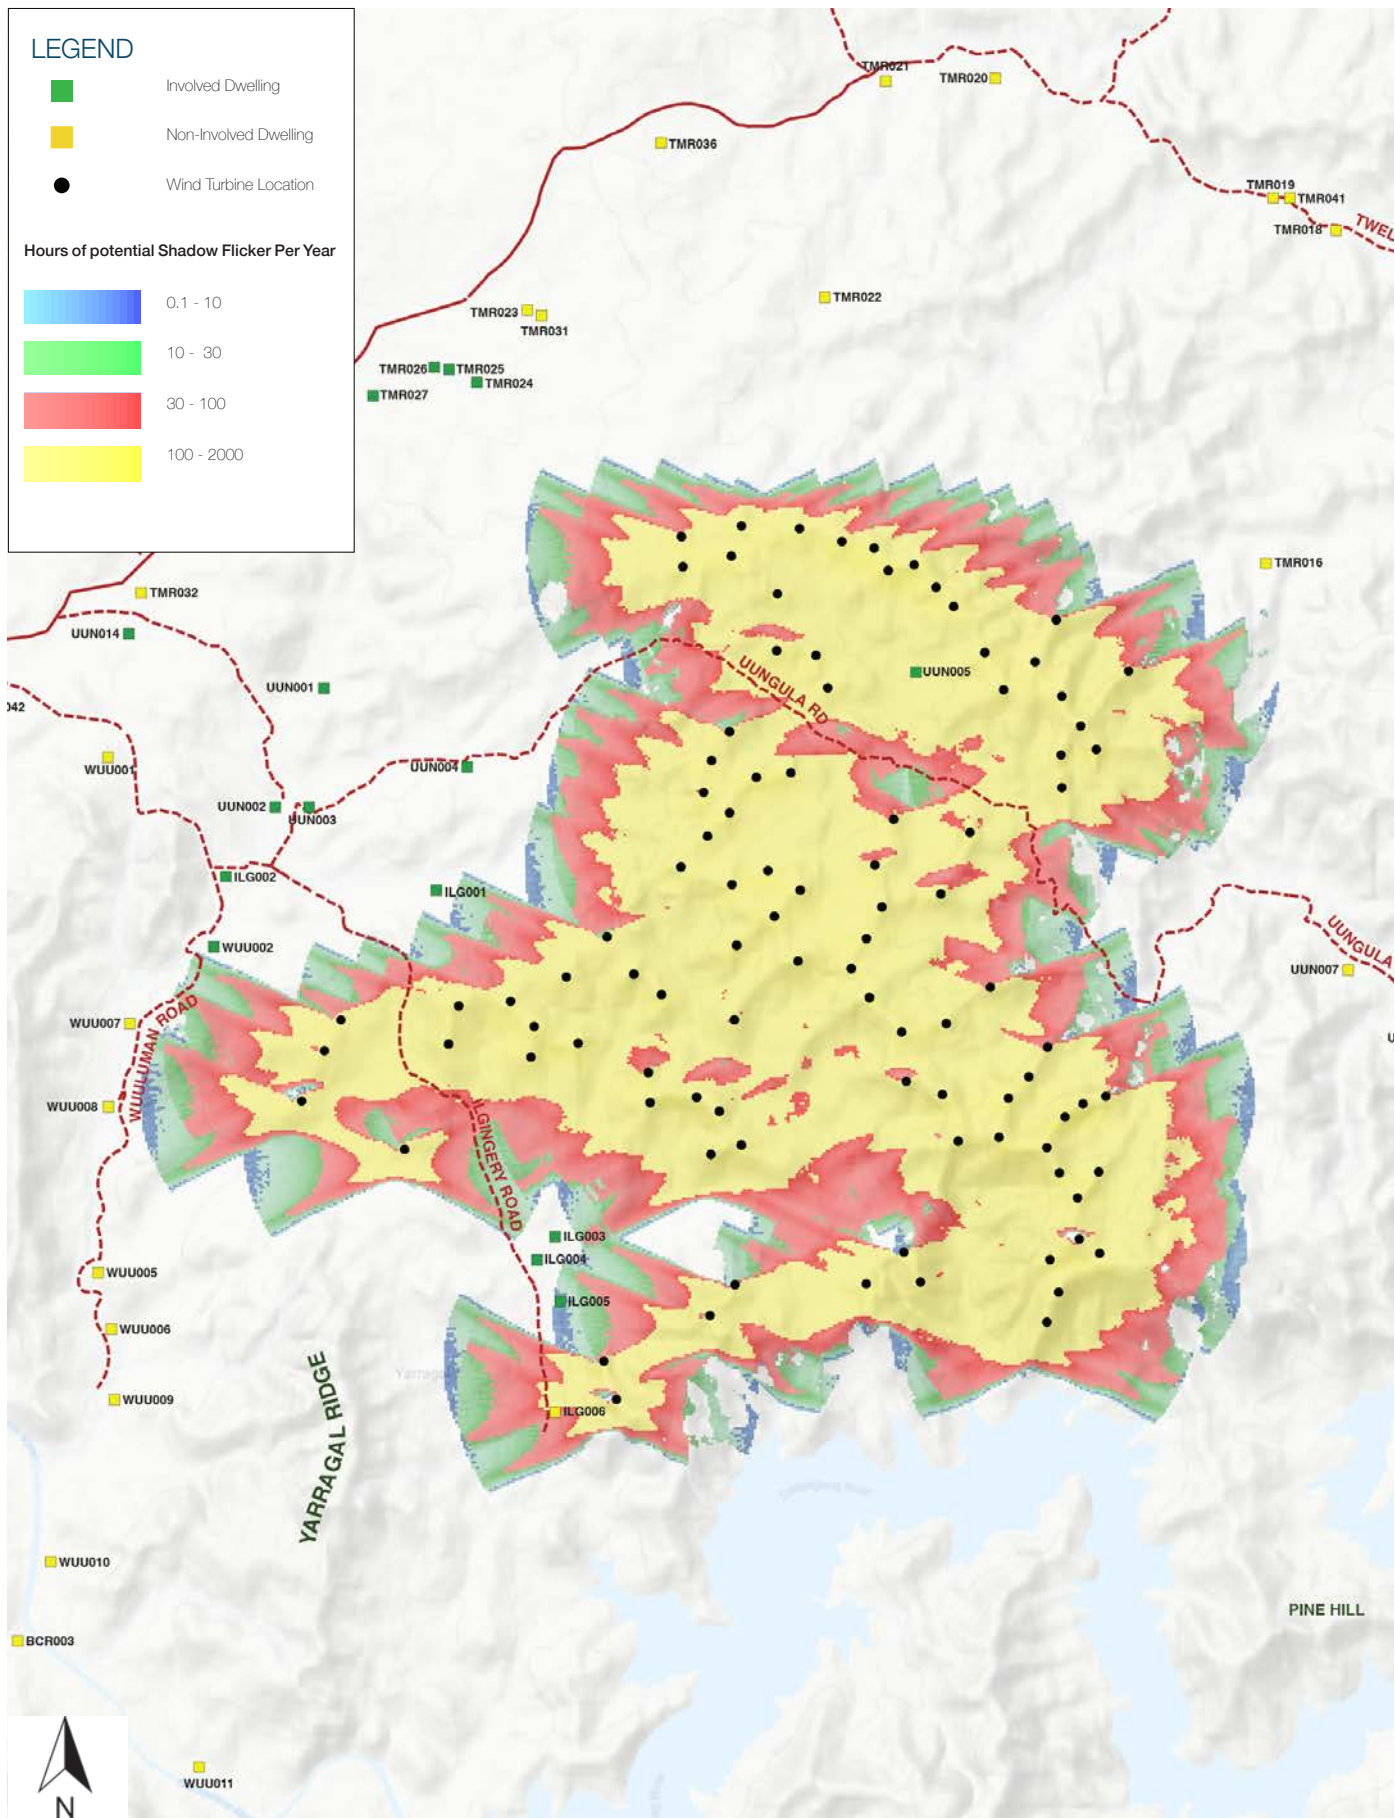 LEGEND
Involved Dwelling
Non-Involved Dwelling
Wind Turbine Location
Hours of potential Shadow Flicker Per Year
0.1 - 10
10 - 30
30 - 100
100 - 2000
TMR021
TMR020
TMR036
TMR019
TMR041
TMR018
TWEL
TMR022
TMR023
TMR031
TMR026
TMR025
TMR024
TMR027
TMR016
TMR032
UUN014
UUN001
UUN005
UUNGULA RD
042
WUU001
UUN004
UUN002
UUN003
ILG002
ILG001
WUU002
UUNGULA
UUN007
WUU007
WUULUMAN ROAD
WUU008
ILGINGERY ROAD
ILG003
ILG004
WUU005
ILG005
WUU006
YARRAGAL RIDGE
WUU009
ILG006
WUU010
PINE HILL
BCR003
WUU011
N